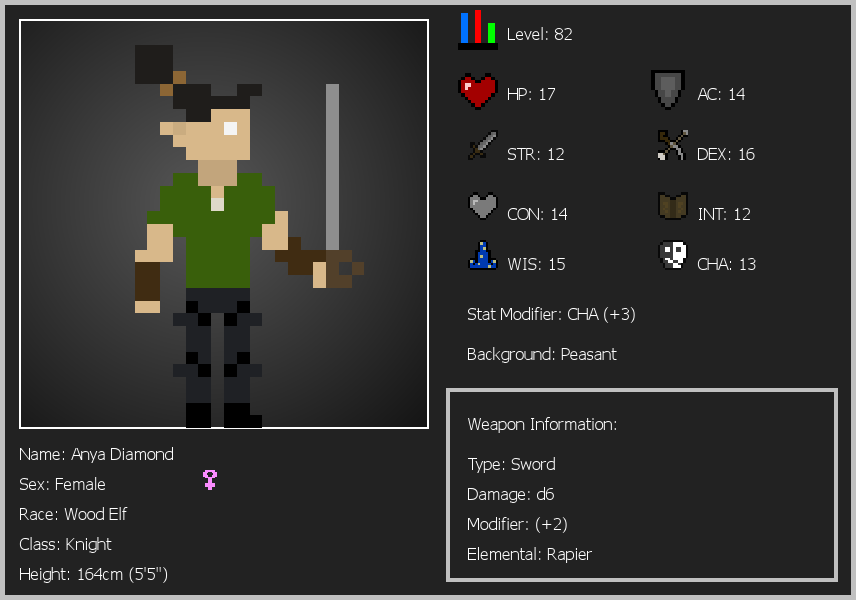 Level: 82
HP: 17
AC: 14
STR: 12
DEX: 16
CON: 14
INT: 12
WIS: 15
CHA: 13
Stat Modifier: CHA (+3)
Background: Peasant
Weapon Information:
Type: Sword
Damage: d6
Modifier: (+2)
Elemental: Rapier
Name: Anya Diamond
Sex: Female
Race: Wood Elf
Class: Knight
Height: 164cm (5'5")